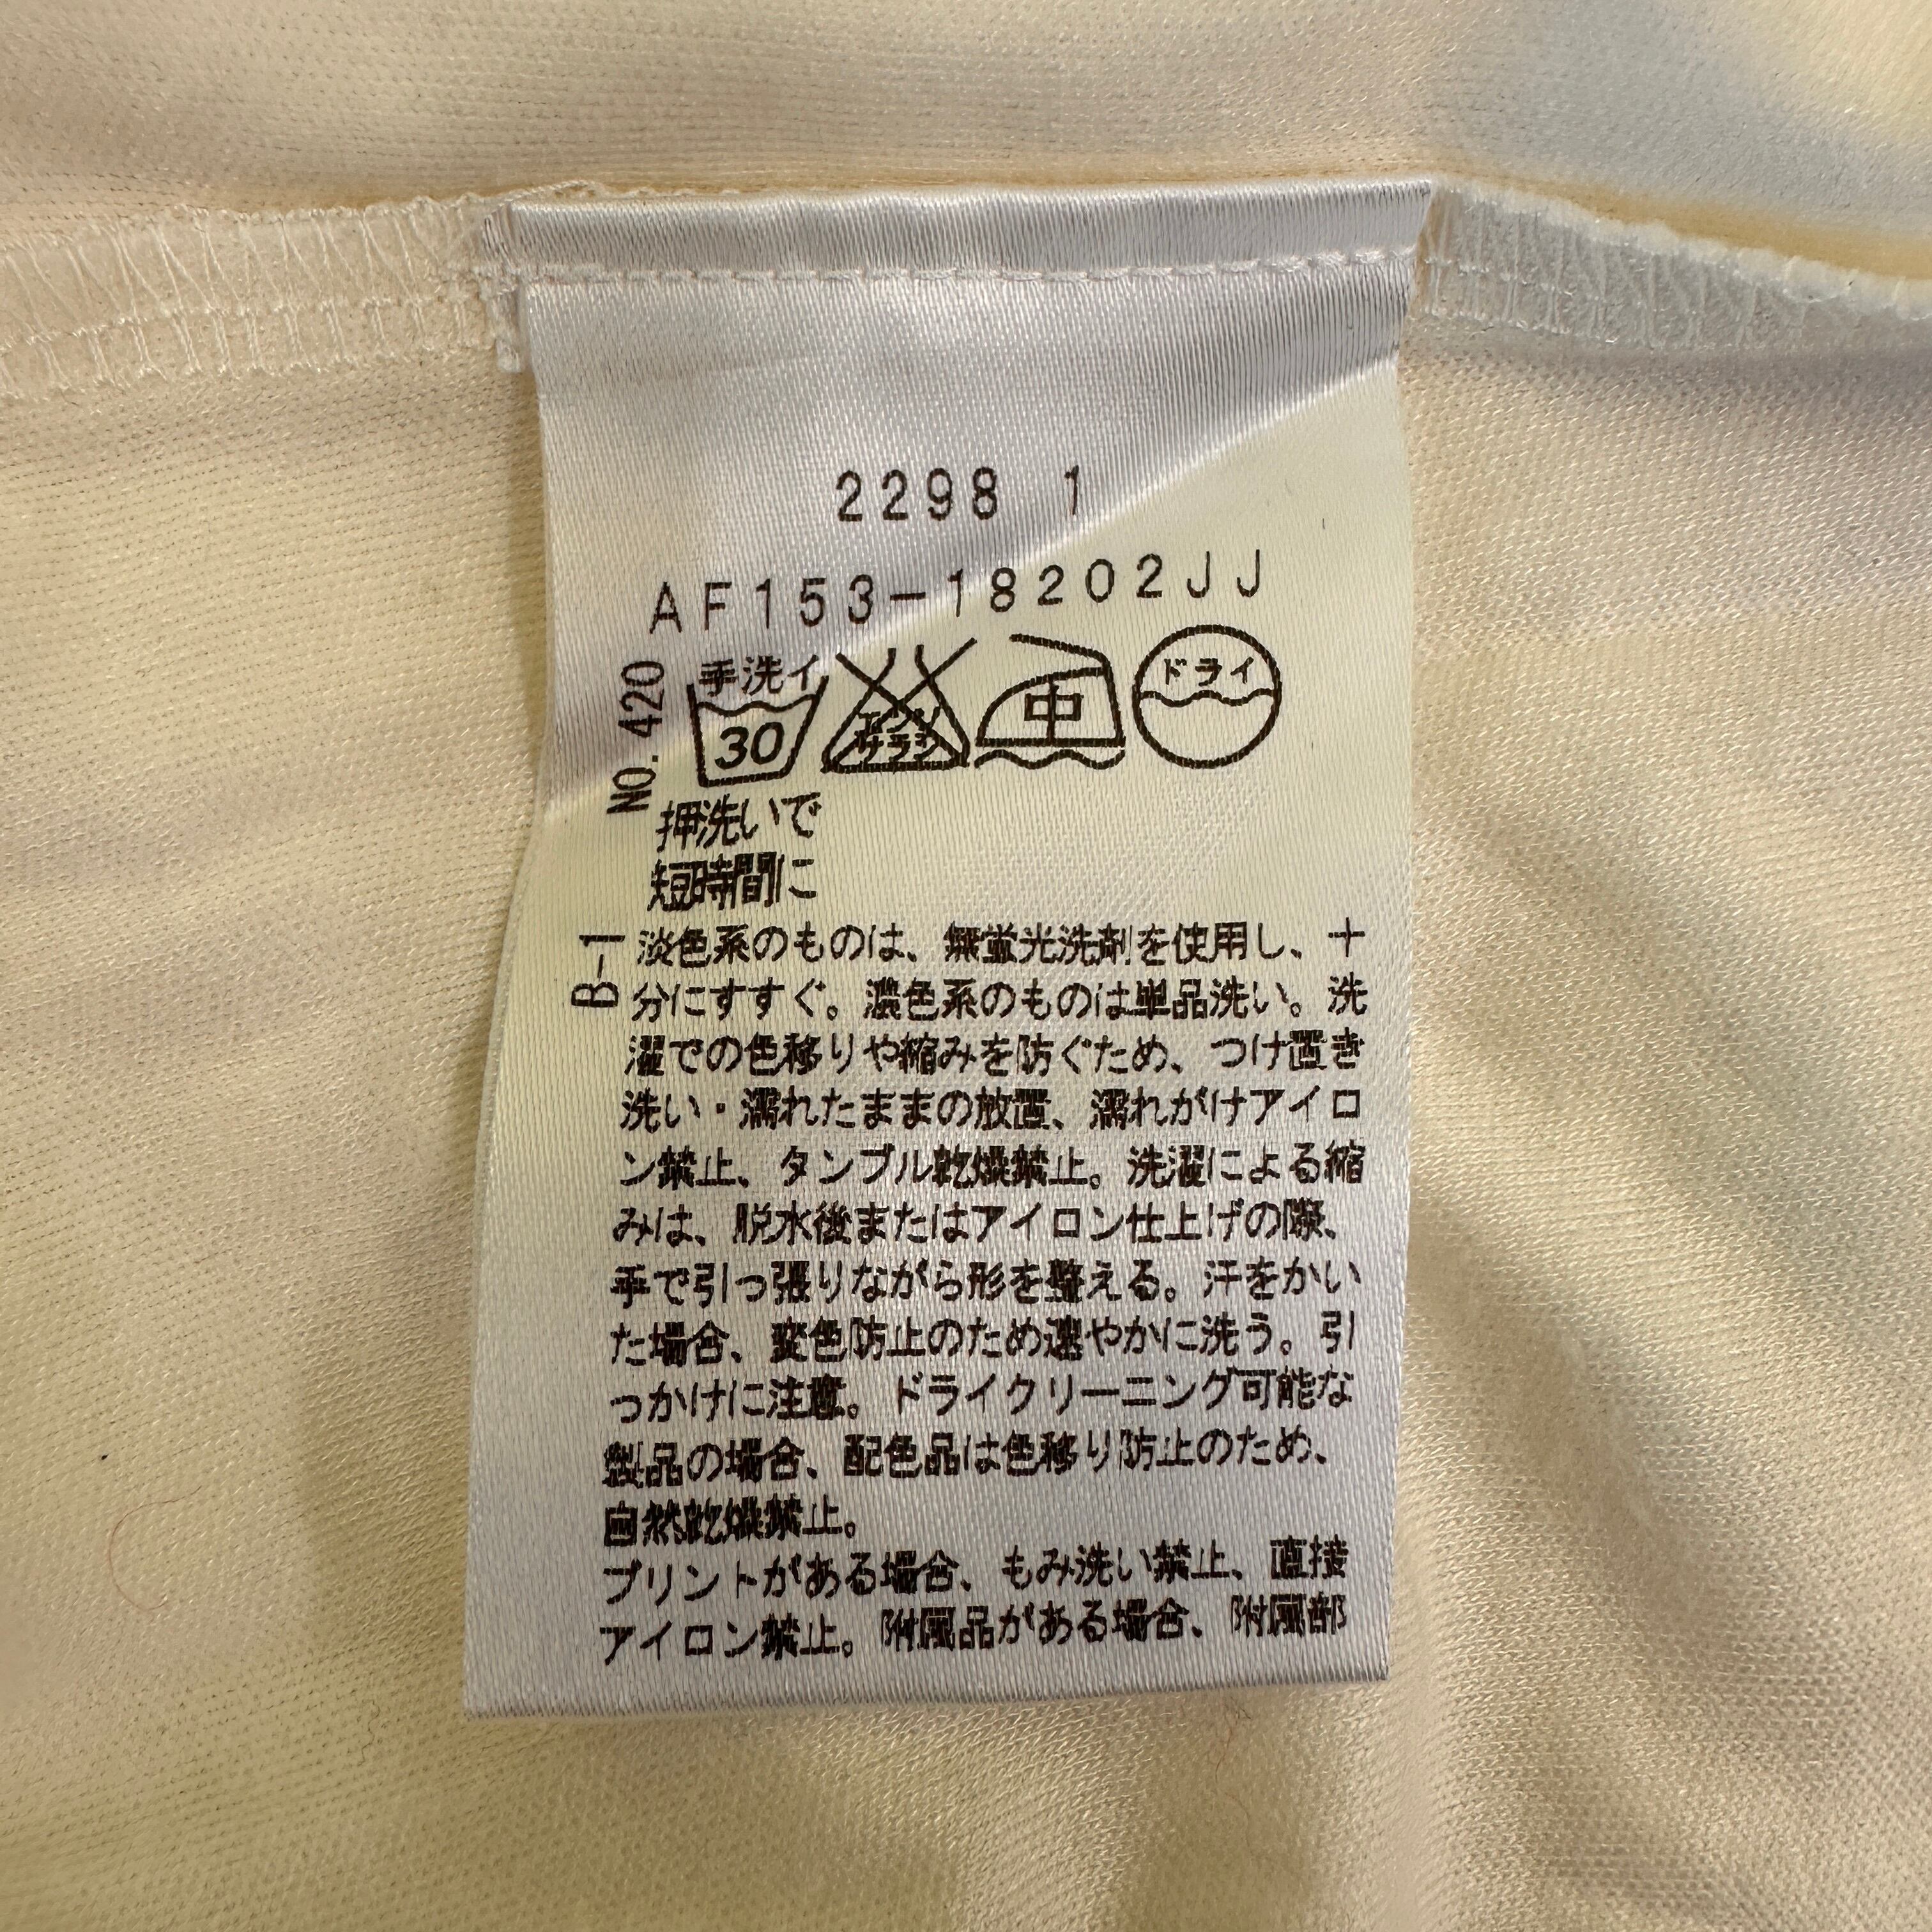 2298 1
AF153-18202JJ
NO.420
手洗イ
30
エンソ
サラシ
中
ドライ
押洗いで
短時間に
B-1
淡色系のものは、無蛍光洗剤を使用し、十
分にすすぐ。濃色系のものは単品洗い。洗
濯での色移りや縮みを防ぐため、つけ置き
洗い・濡れたままの放置、濡れがけアイロ
ン禁止、タンブル乾燥禁止。洗濯による縮
みは、脱水後またはアイロン仕上げの際、
手で引っ張りながら形を整える。汗をかい
た場合、変色防止のため速やかに洗う。引
っかけに注意。ドライクリーニング可能な
製品の場合、配色品は色移り防止のため、
自然乾燥禁止。
プリントがある場合、もみ洗い禁止、直接
アイロン禁止。附属品がある場合、附属部